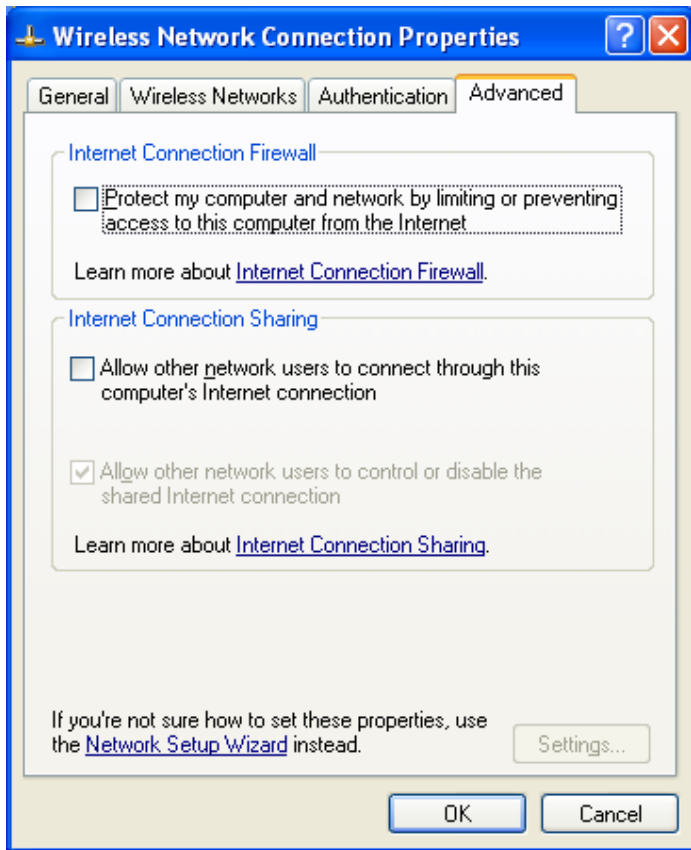 Wireless Network Connection Properties
General Wireless Networks Authentication Advanced
Internet Connection Firewall
Protect my computer and network by limiting or preventing
access to this computer from the Internet
Learn more about Internet Connection Firewall.
Internet Connection Sharing
Allow other network users to connect through this
computer's Internet connection
Allow other network users to control or disable the
shared Internet connection
Learn more about Internet Connection Sharing.
If you're not sure how to set these properties, use
the Network Setup Wizard instead.
Settings...
OK Cancel